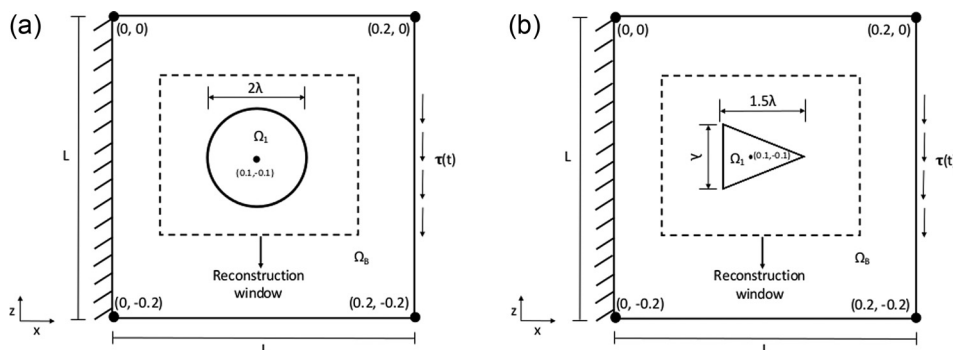 (a)
(0, 0)
(0.2, 0)
2λ
Ω1
(0.1,-0.1)
L
τ(t)
ΩB
Reconstruction
window
(0, -0.2)
(0.2, -0.2)
z
x
(b)
(0, 0)
(0.2, 0)
1.5λ
λ
Ω1
(0.1,-0.1)
L
τ(t)
ΩB
Reconstruction
window
(0, -0.2)
(0.2, -0.2)
z
x